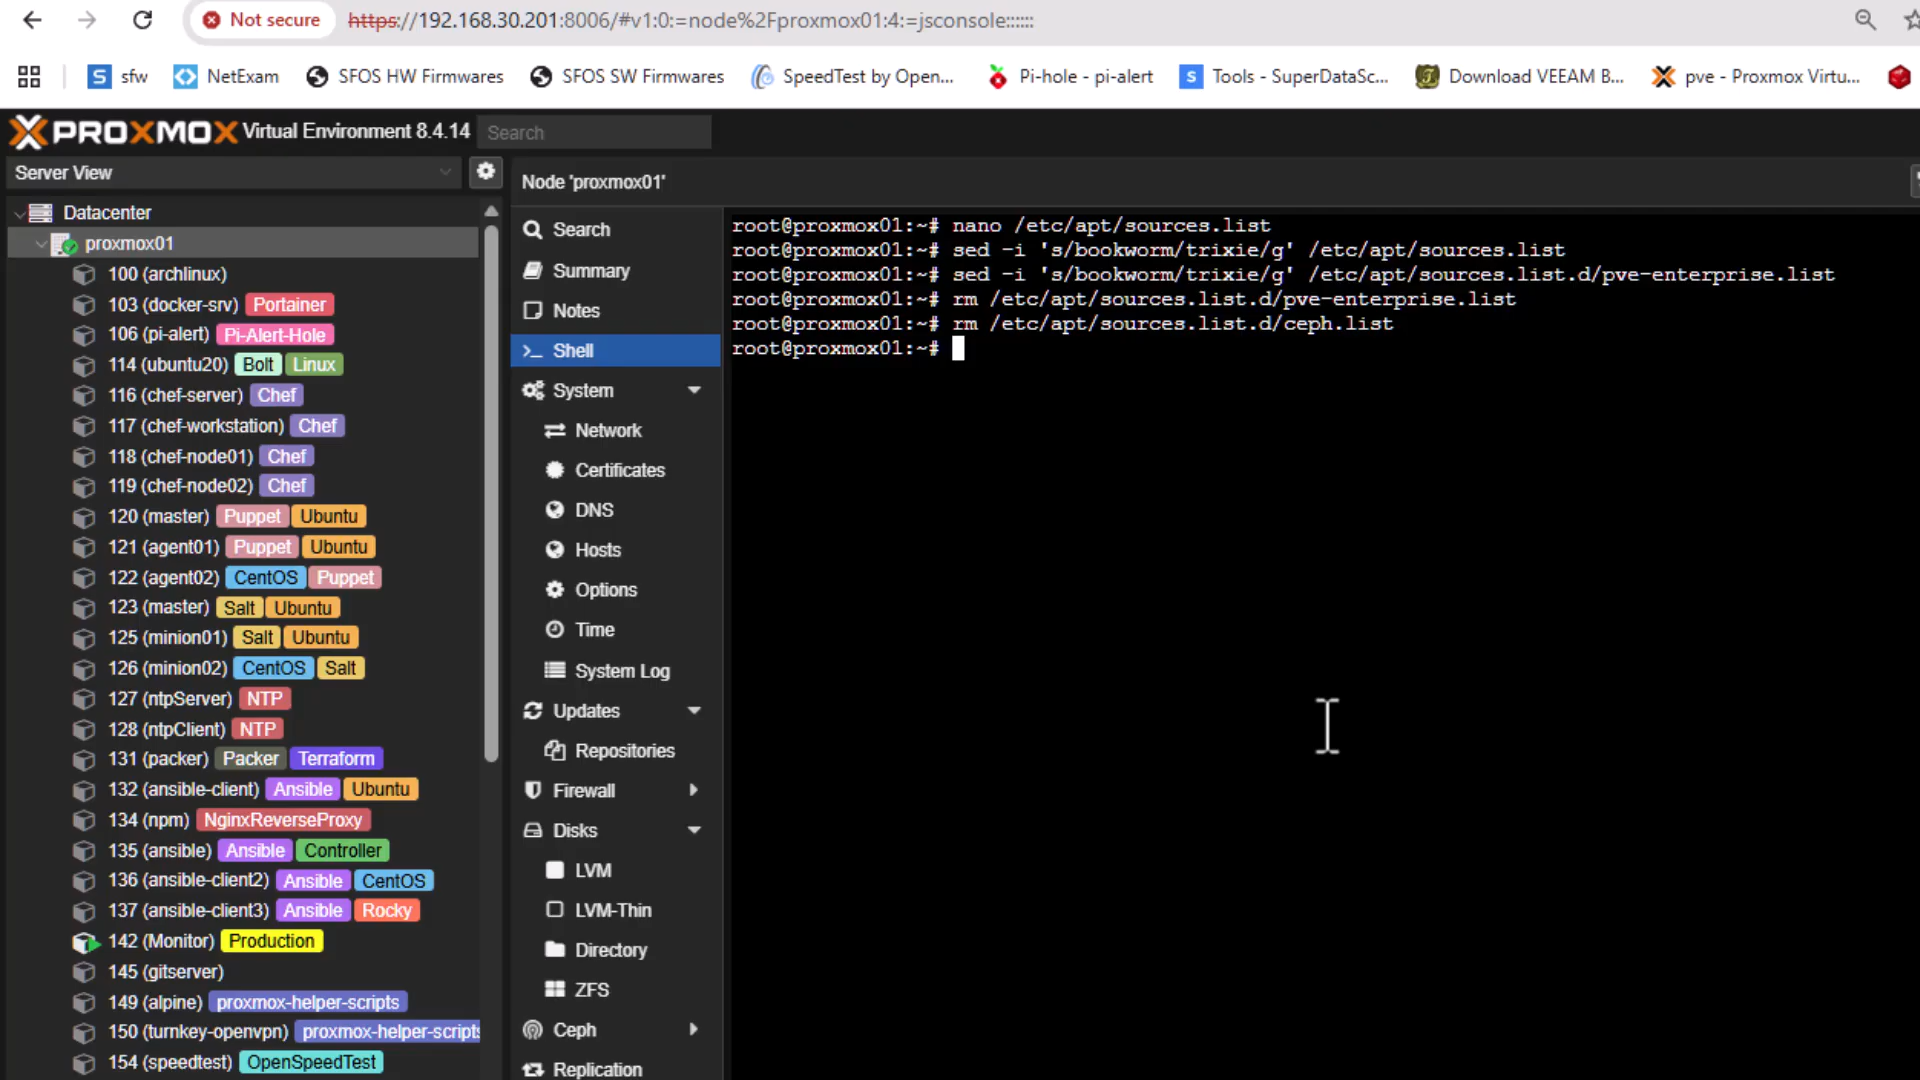 Not secure
https://192.168.30.201:8006/#v1:0:=node%2Fproxmox01:4:=jsconsole::::::
sfw
NetExam
SFOS HW Firmwares
SFOS SW Firmwares
SpeedTest by Open...
Pi-hole - pi-alert
Tools - SuperDataSc...
Download VEEAM B...
pve - Proxmox Virtu...
PROXMOX Virtual Environment 8.4.14
Search
Server View
Datacenter
proxmox01
100 (archlinux)
103 (docker-srv) Portainer
106 (pi-alert) Pi-Alert-Hole
114 (ubuntu20) Bolt Linux
116 (chef-server) Chef
117 (chef-workstation) Chef
118 (chef-node01) Chef
119 (chef-node02) Chef
120 (master) Puppet Ubuntu
121 (agent01) Puppet Ubuntu
122 (agent02) CentOS Puppet
123 (master) Salt Ubuntu
125 (minion01) Salt Ubuntu
126 (minion02) CentOS Salt
127 (ntpServer) NTP
128 (ntpClient) NTP
131 (packer) Packer Terraform
132 (ansible-client) Ansible Ubuntu
134 (npm) NginxReverseProxy
135 (ansible) Ansible Controller
136 (ansible-client2) Ansible CentOS
137 (ansible-client3) Ansible Rocky
142 (Monitor) Production
145 (gitserver)
149 (alpine) proxmox-helper-scripts
150 (turnkey-openvpn) proxmox-helper-scripts
154 (speedtest) OpenSpeedTest
Node 'proxmox01'
Search
Summary
Notes
Shell
System
Network
Certificates
DNS
Hosts
Options
Time
System Log
Updates
Repositories
Firewall
Disks
LVM
LVM-Thin
Directory
ZFS
Ceph
Replication
root@proxmox01:~# nano /etc/apt/sources.list
root@proxmox01:~# sed -i 's/bookworm/trixie/g' /etc/apt/sources.list
root@proxmox01:~# sed -i 's/bookworm/trixie/g' /etc/apt/sources.list.d/pve-enterprise.list
root@proxmox01:~# rm /etc/apt/sources.list.d/pve-enterprise.list
root@proxmox01:~# rm /etc/apt/sources.list.d/ceph.list
root@proxmox01:~#